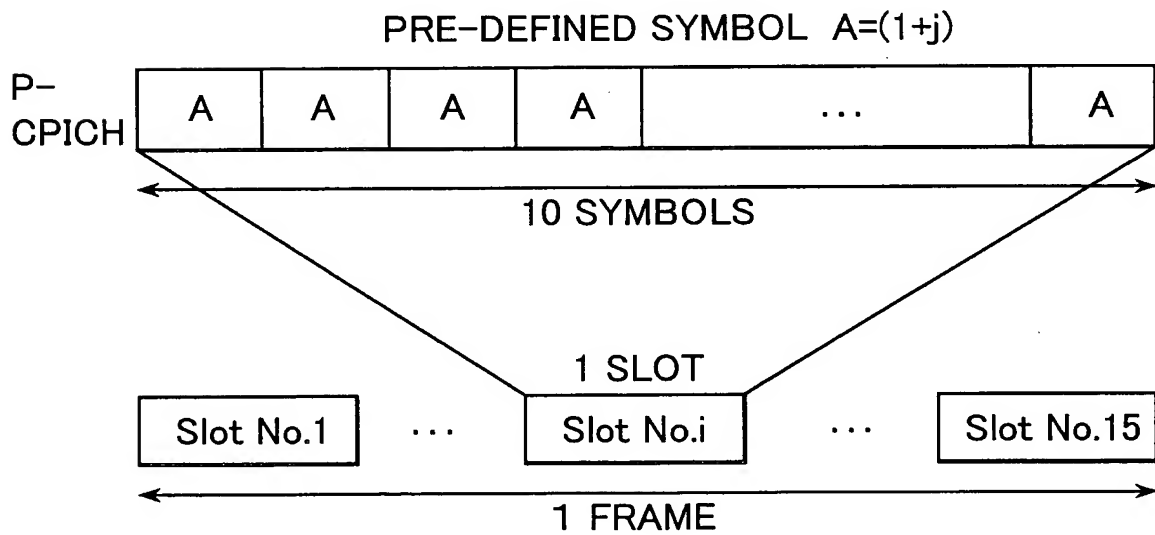 PRE-DEFINED SYMBOL A=(1+j)
P-
CPICH
A A A A ... A
10 SYMBOLS
1 SLOT
Slot No.1 ... Slot No.i ... Slot No.15
1 FRAME